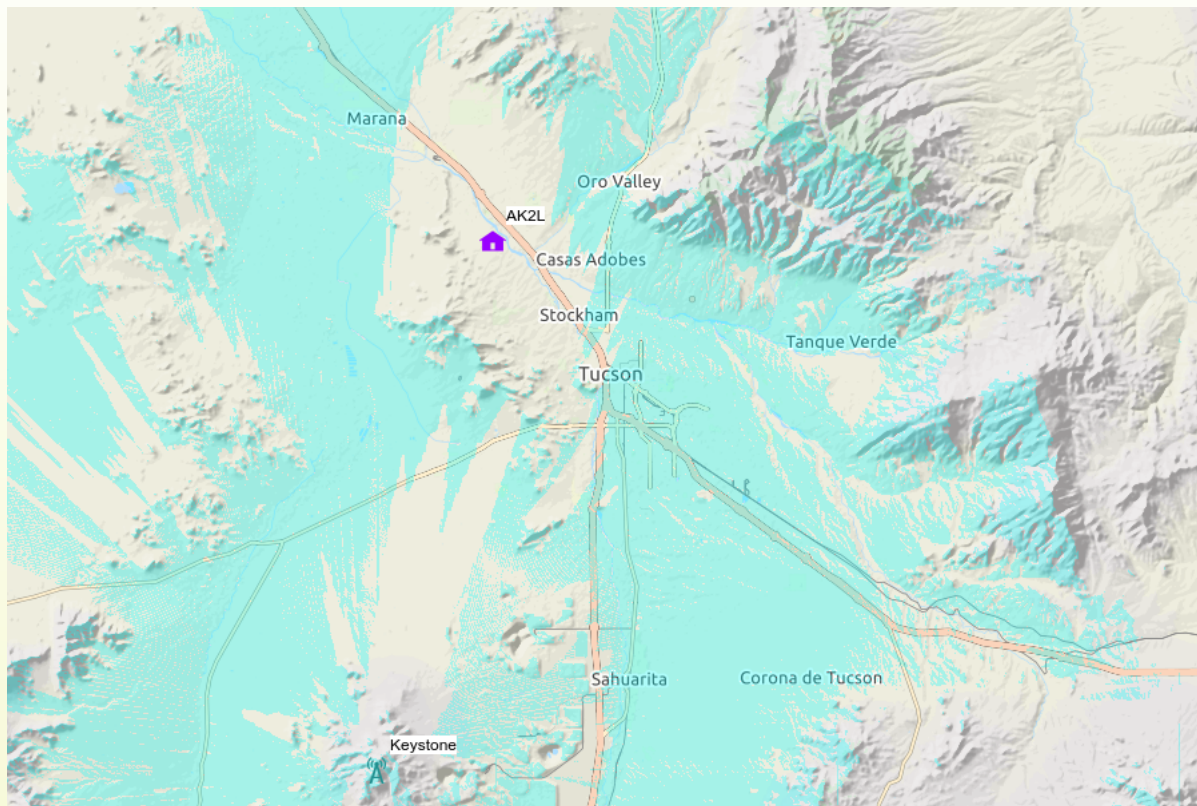 Marana
Oro Valley
AK2L
Casas Adobes
Stockham
Tanque Verde
Tucson
Sahuarita
Corona de Tucson
Keystone